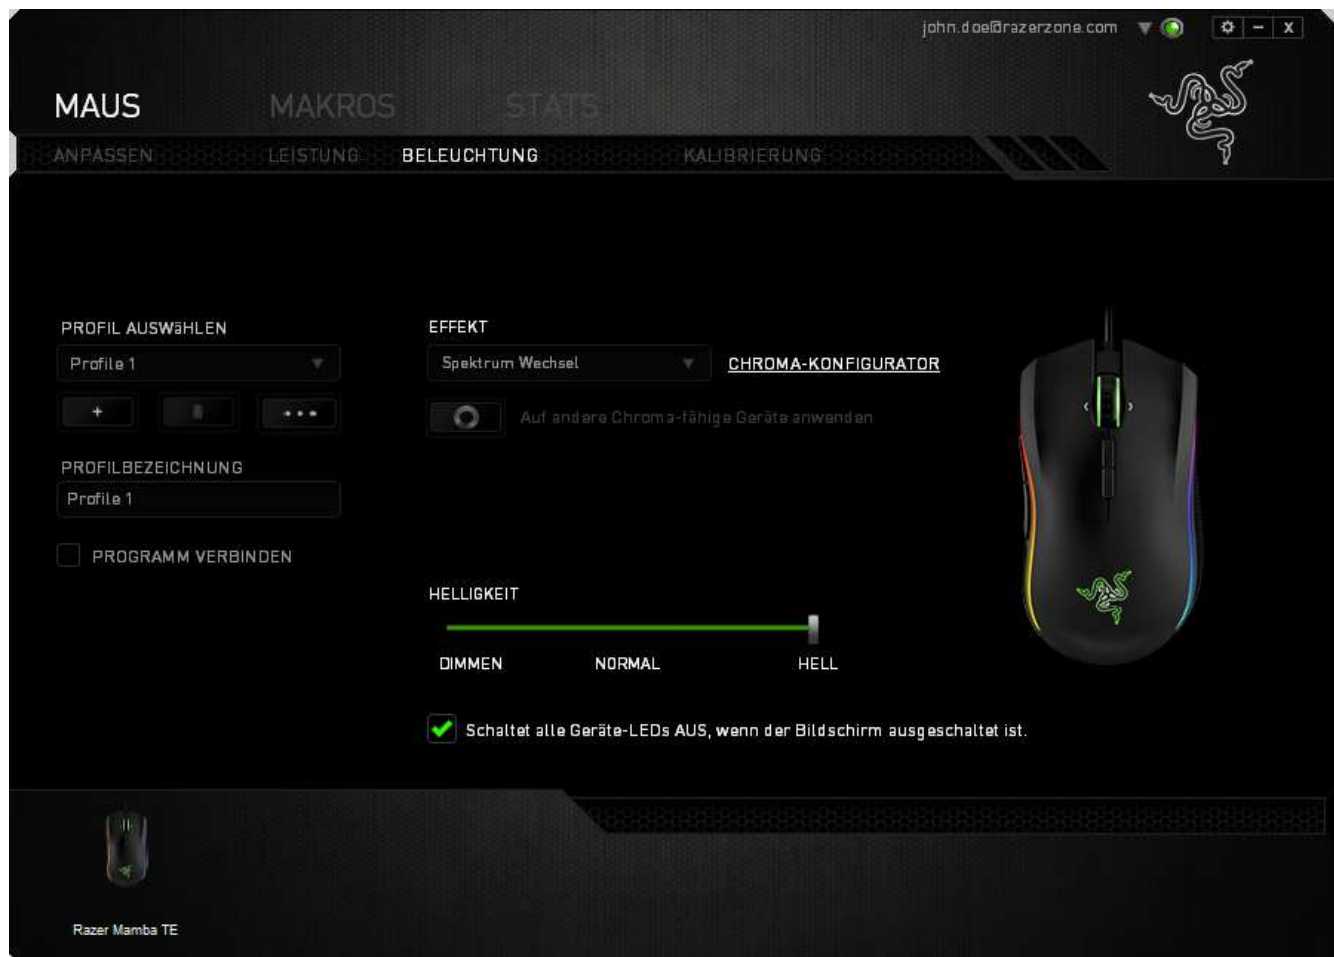 john.doe@razerzone.com
MAUS MAKROS STATS
ANPASSEN LEISTUNG BELEUCHTUNG KALIBRIERUNG
PROFIL AUSWäHLEN
Profile 1
PROFILBEZEICHNUNG
Profile 1
PROGRAMM VERBINDEN
EFFEKT
Spektrum Wechsel
CHROMA-KONFIGURATOR
Auf andere Chroma-fähige Geräte anwenden
HELLIGKEIT
DIMMEN NORMAL HELL
Schaltet alle Geräte-LEDs AUS, wenn der Bildschirm ausgeschaltet ist.
Razer Mamba TE